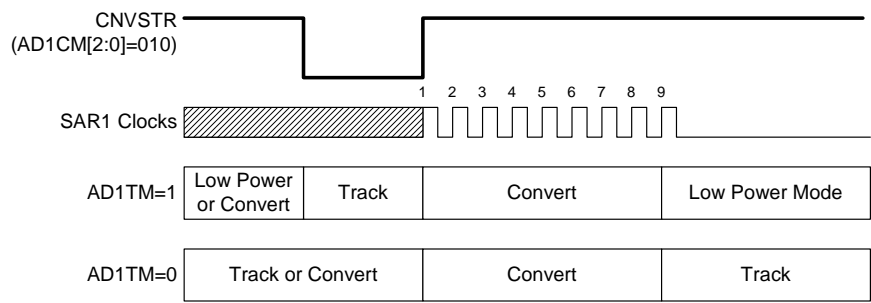 CNVSTR
(AD1CM[2:0]=010)
1 2 3 4 5 6 7 8 9
SAR1 Clocks
AD1TM=1
Low Power
or Convert
Track
Convert
Low Power Mode
AD1TM=0
Track or Convert
Convert
Track